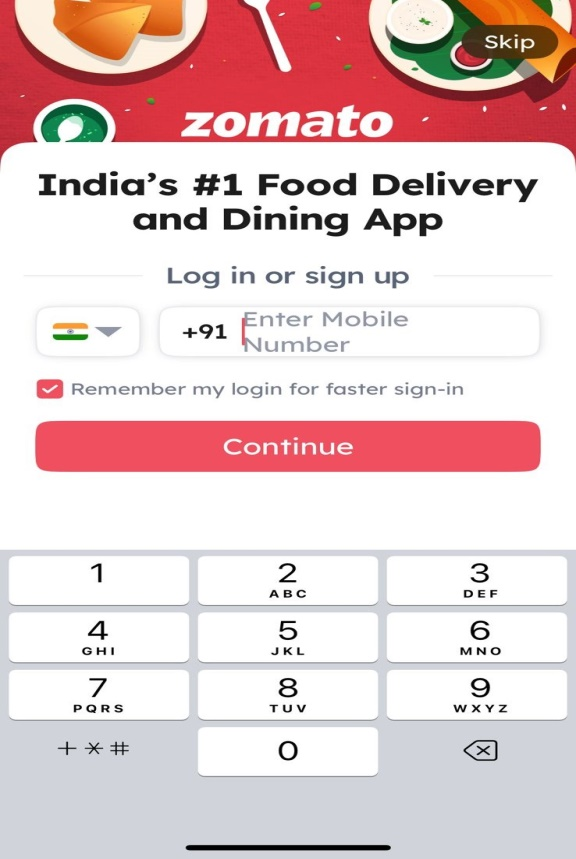 Skip
zomato
India’s #1 Food Delivery
and Dining App
Log in or sign up
+91 Enter Mobile
Number
Remember my login for faster sign-in
Continue
1 2 3
ABC DEF
4 5 6
GHI JKL MNO
7 8 9
PQRS TUV WXYZ
+*# 0